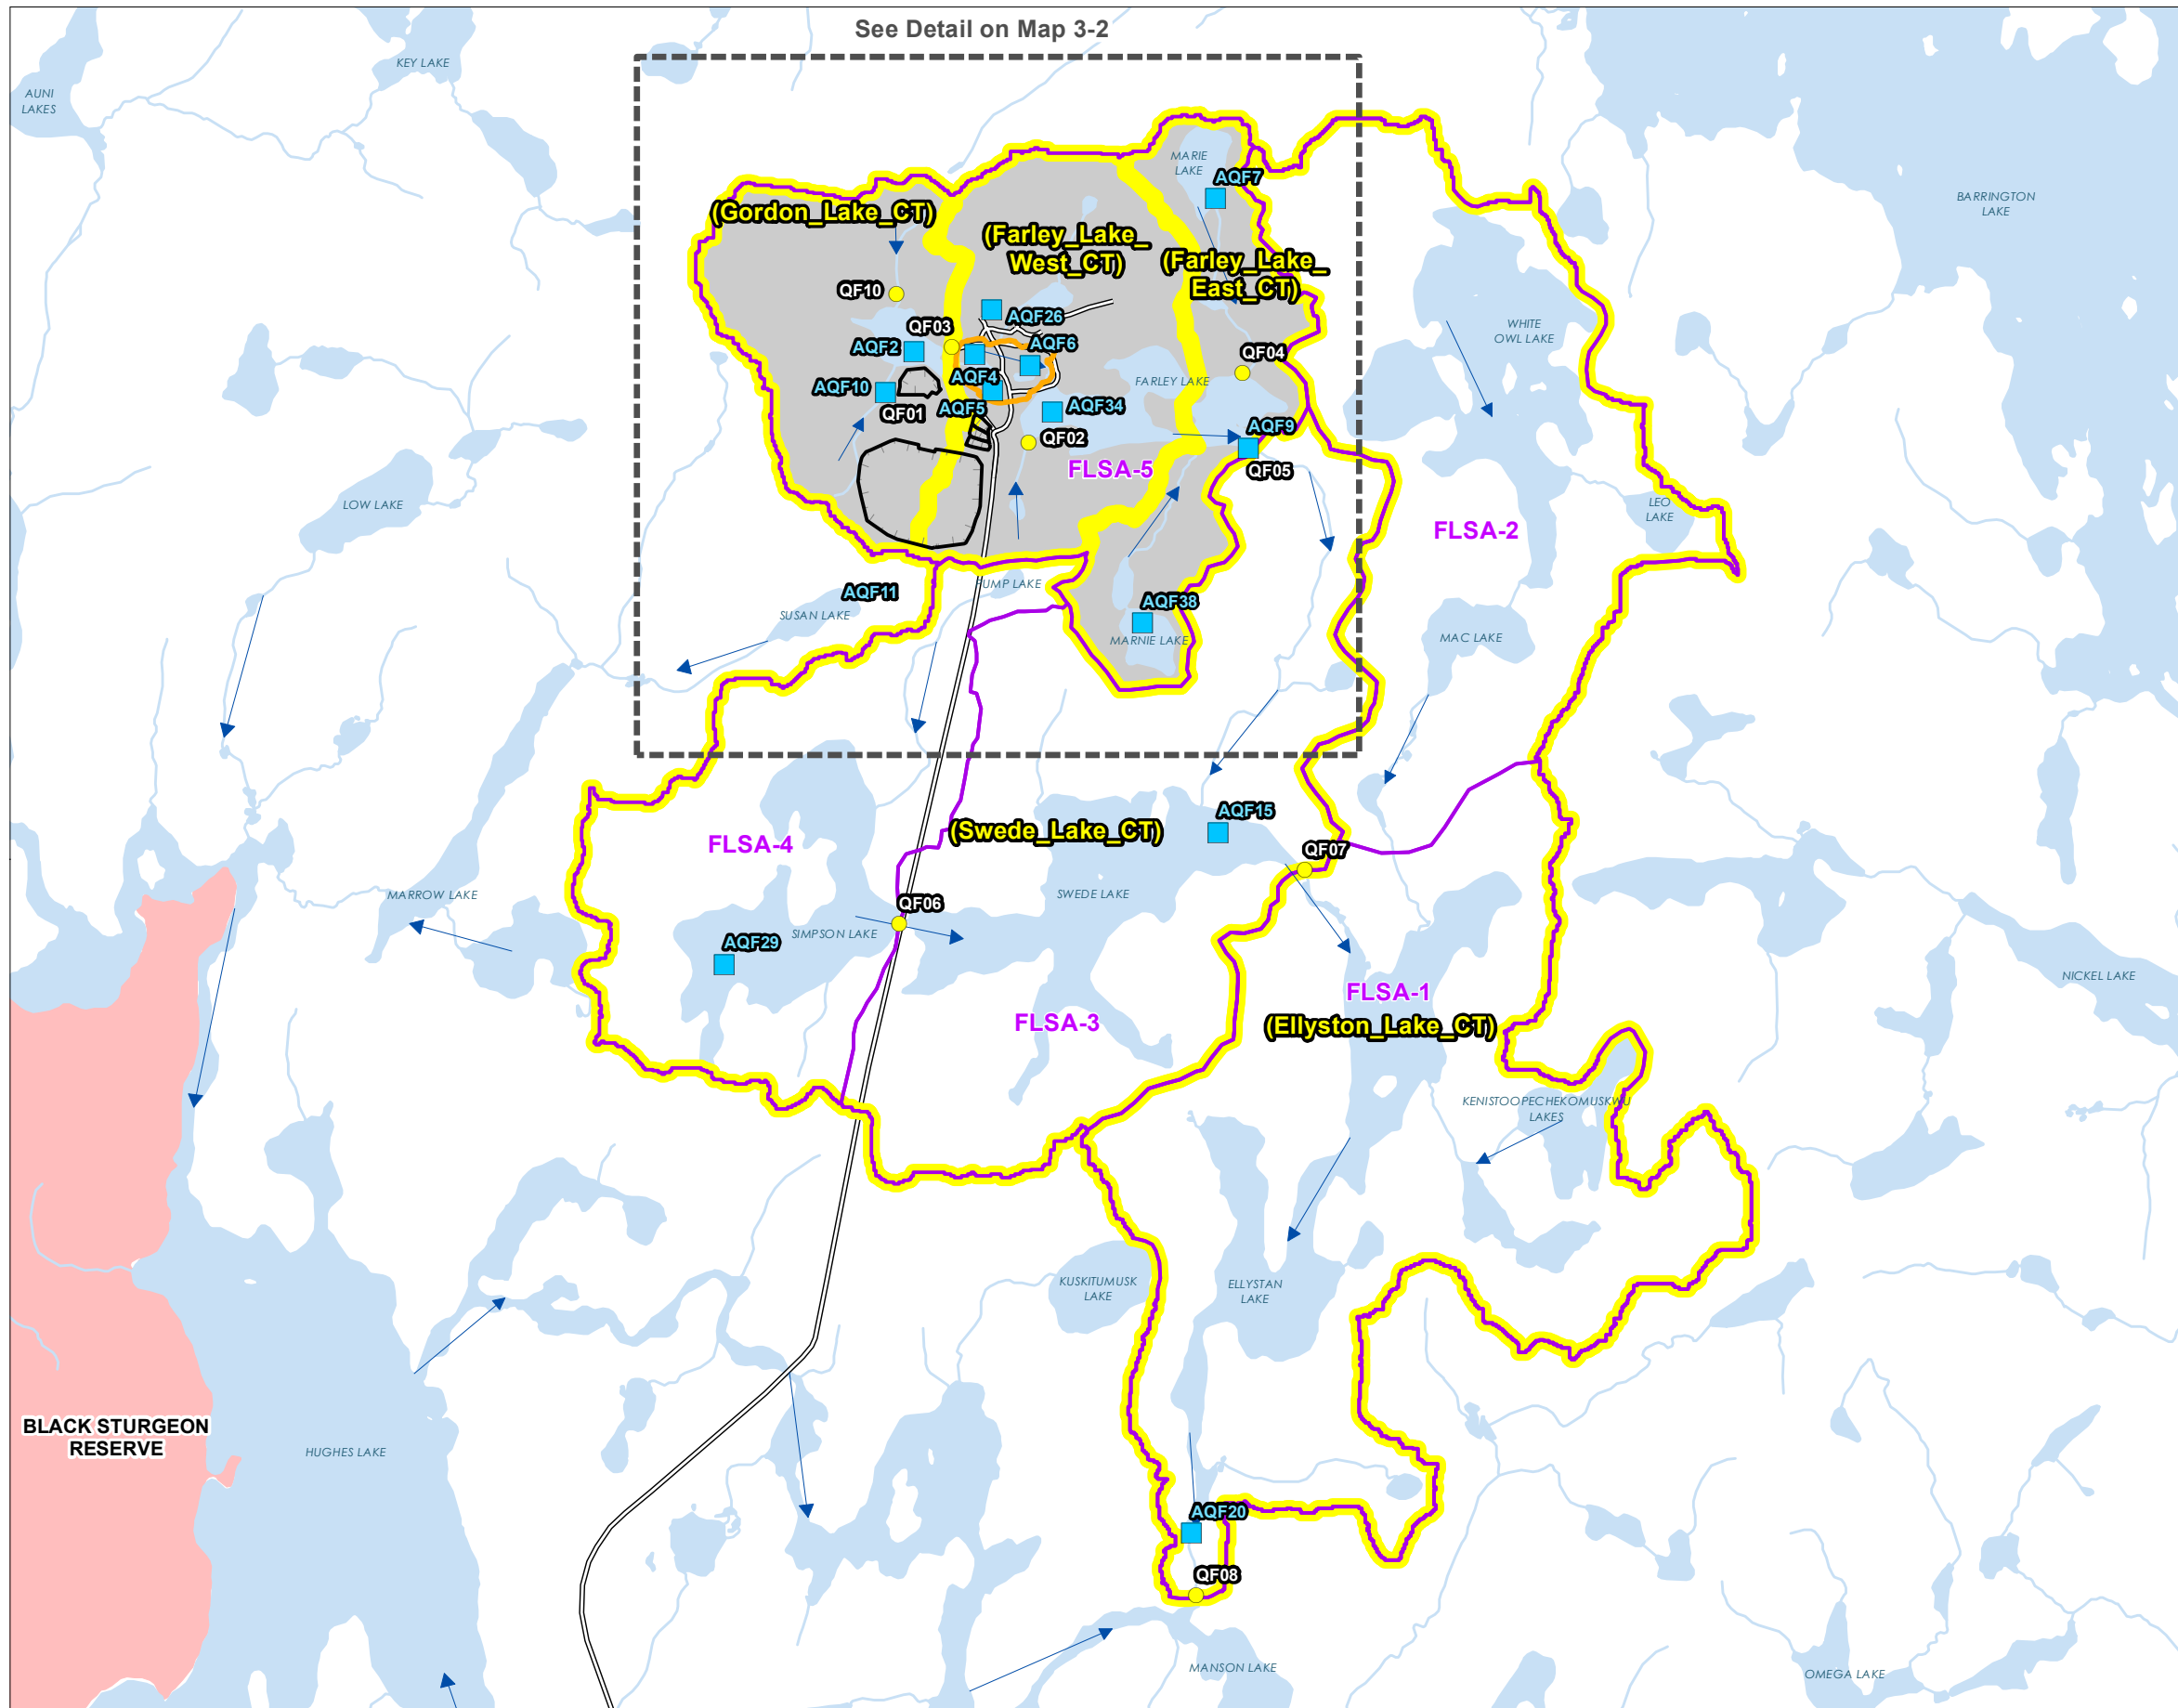 See Detail on Map 3-2
KEY LAKE
AUNI
LAKES
MARIE
LAKE
AQF7
BARRINGTON
LAKE
(Gordon_Lake_CT)
(Farley_Lake_
West_CT)
(Farley_Lake_
East_CT)
QF10
AQF26
QF03
WHITE
OWL LAKE
AQF2
AQF6
QF04
AQF4
FARLEY LAKE
AQF10
QF01
AQF5
AQF34
AQF9
QF02
FLSA-5
QF05
LOW LAKE
LEO
LAKE
FLSA-2
AQF11
SUSAN LAKE
AQF38
MARNIE LAKE
MAC LAKE
AQF15
(Swede_Lake_CT)
FLSA-4
QF07
MARROW LAKE
SWEDE LAKE
QF06
SIMPSON LAKE
AQF29
NICKEL LAKE
FLSA-1
FLSA-3
(Ellyston_Lake_CT)
KENISTOOPECHEKOMUSKWU
LAKES
KUSKITUMUSK
LAKE
ELLYSTAN
LAKE
BLACK STURGEON
RESERVE
HUGHES LAKE
AQF20
QF08
MANSON LAKE
OMEGA LAKE